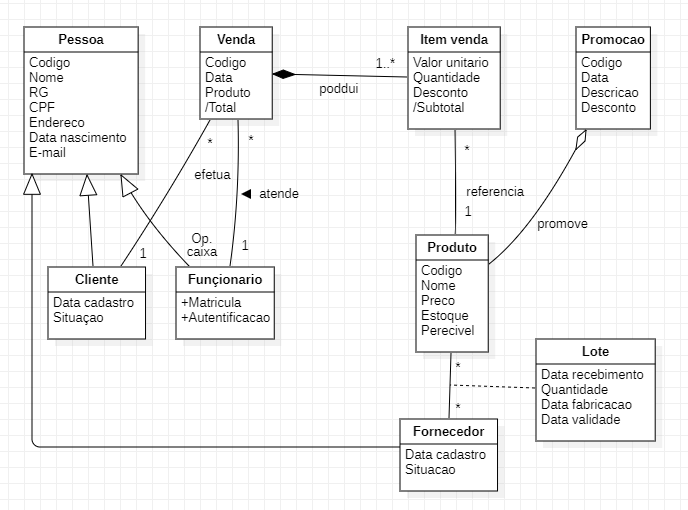 Pessoa
Codigo
Nome
RG
CPF
Endereco
Data nascimento
E-mail
Venda
Codigo
Data
Produto
/Total
Item venda
Valor unitario
Quantidade
Desconto
/Subtotal
Promocao
Codigo
Data
Descricao
Desconto
1..*
poddui
*
*
efetua
atende
*
referencia
1
promove
Op.
caixa
1
1
Cliente
Data cadastro
Situaçao
Funçionario
+Matricula
+Autentificacao
Produto
Codigo
Nome
Preco
Estoque
Perecivel
*
*
Lote
Data recebimento
Quantidade
Data fabricacao
Data validade
Fornecedor
Data cadastro
Situacao